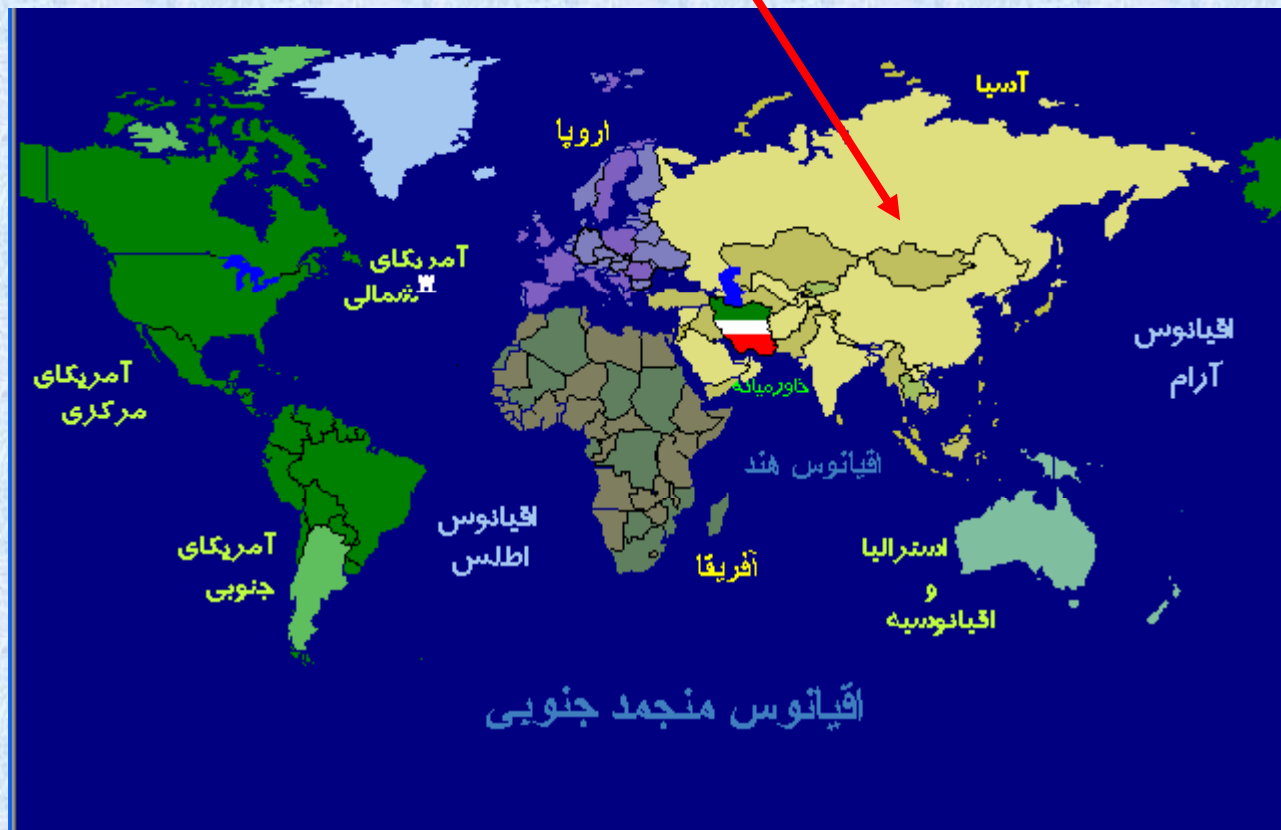 آسیا
اروپا
آمریکای
شمالی
اقیانوس
آرام
آمریکای
مرکزی
خاورمیانه
اقیانوس هند
اقیانوس
اطلس
آمریکای
جنوبی
آفریقا
استرالیا
و
اقیانوسیه
اقیانوس منجمد جنوبی